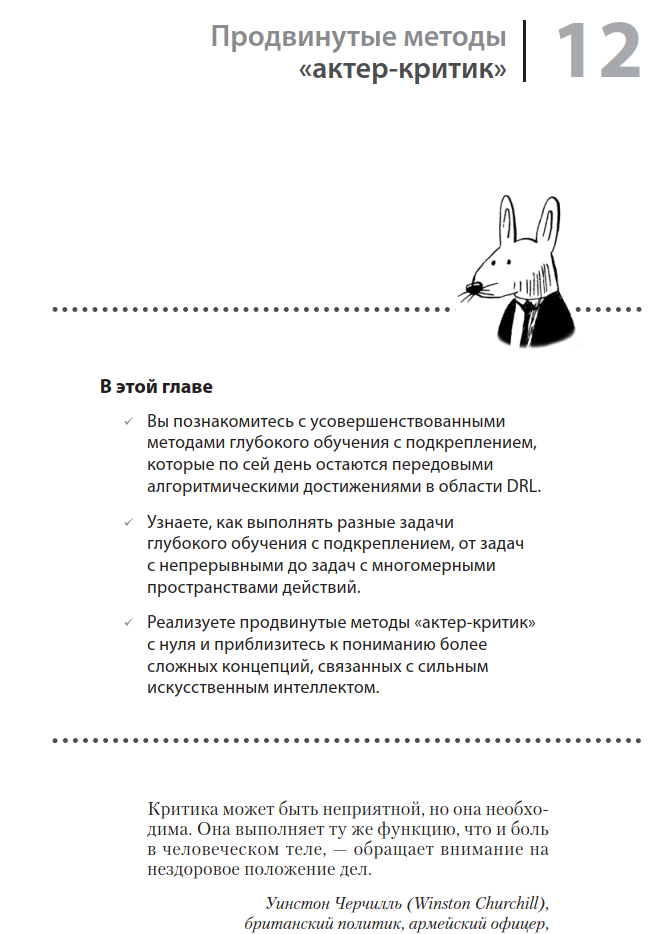 Продвинутые методы
«актер-критик»
12
В этой главе
✓ Вы познакомитесь с усовершенствованными
методами глубокого обучения с подкреплением,
которые по сей день остаются передовыми
алгоритмическими достижениями в области DRL.
✓ Узнаете, как выполнять разные задачи
глубокого обучения с подкреплением, от задач
с непрерывными до задач с многомерными
пространствами действий.
✓ Реализуете продвинутые методы «актер-критик»
с нуля и приблизитесь к пониманию более
сложных концепций, связанных с сильным
искусственным интеллектом.
Критика может быть неприятной, но она необхо-
дима. Она выполняет ту же функцию, что и боль
в человеческом теле, — обращает внимание на
нездоровое положение дел.
Уинстон Черчилль (Winston Churchill),
британский политик, армейский офицер,